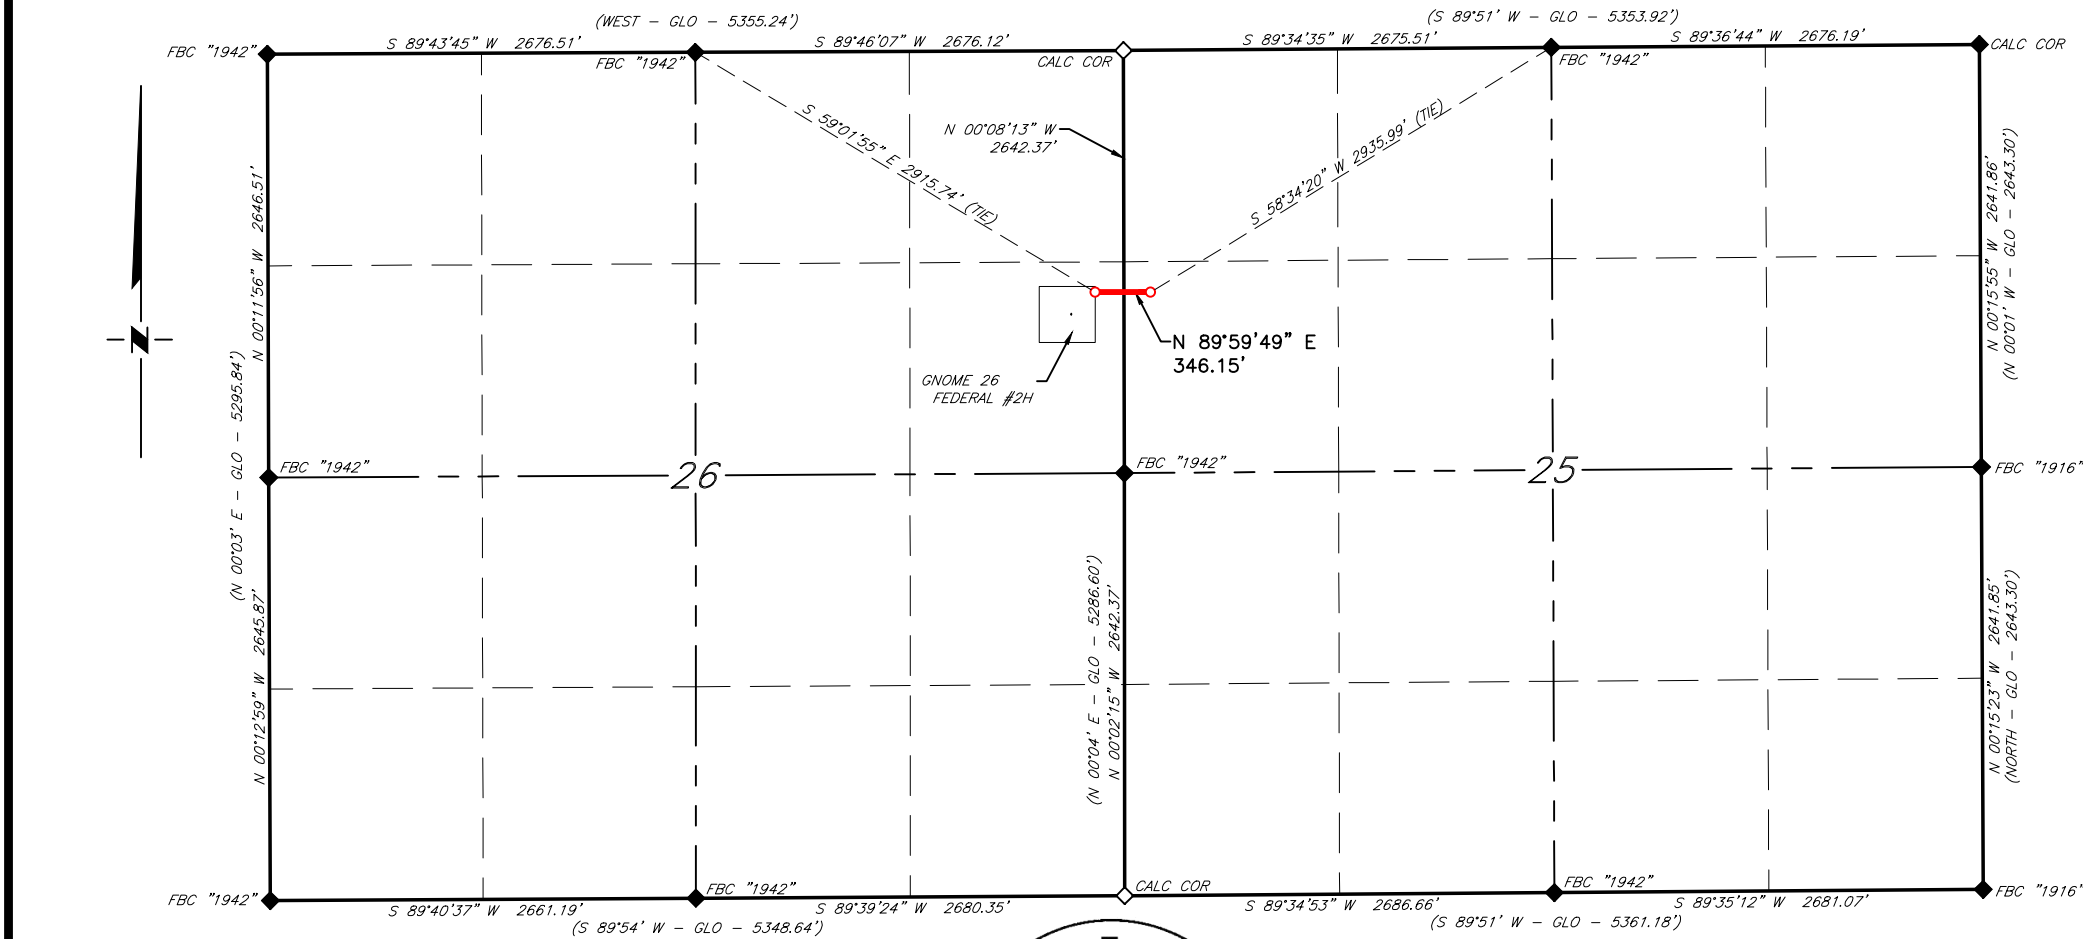 (WEST - GLO - 5355.24')
(S 89°51' W - GLO - 5353.92')
FBC "1942"
S 89°43'45" W 2676.51'
FBC "1942"
S 89°46'07" W 2676.12'
CALC COR
S 89°34'35" W 2675.51'
FBC "1942"
S 89°36'44" W 2676.19'
CALC COR
S 59°01'55" E 2915.74' (TIE)
N 00°08'13" W
2642.37'
S 58°34'20" W 2935.99' (TIE)
N 00°11'56" W 2646.51'
N 00°15'55" W 2641.86'
(N 00°01' W - GLO - 2643.30')
N
N 89°59'49" E
346.15'
GNOME 26
FEDERAL #2H
(N 00°03' E - GLO - 5295.84')
FBC "1942"
26
FBC "1942"
25
FBC "1916"
N 00°12'59" W 2645.87'
(N 00°04' E - GLO - 5286.60')
N 00°02'15" W 2642.37'
N 00°15'23" W 2641.85'
(NORTH - GLO - 2643.30')
FBC "1942"
S 89°40'37" W 2661.19'
FBC "1942"
S 89°39'24" W 2680.35'
CALC COR
S 89°34'53" W 2686.66'
FBC "1942"
S 89°35'12" W 2681.07'
FBC "1916"
(S 89°54' W - GLO - 5348.64')
(S 89°51' W - GLO - 5361.18')